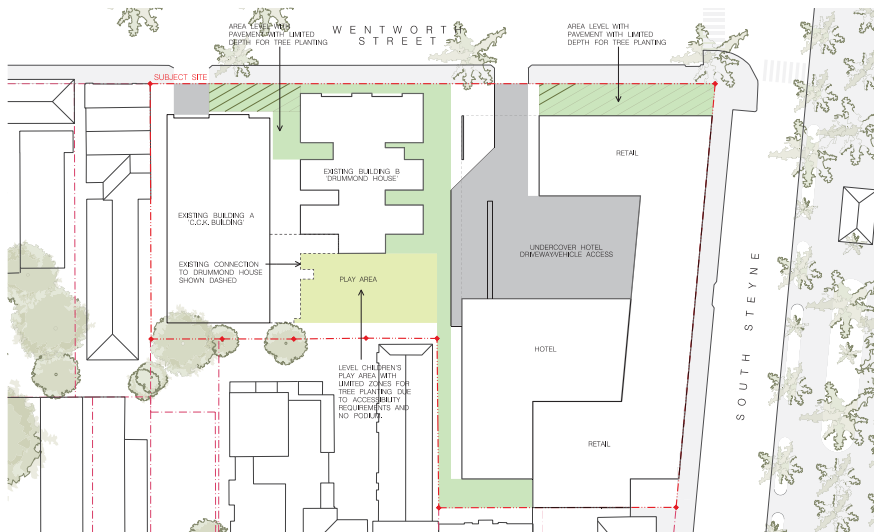 AREA LEVEL WITH
PAVEMENT WITH LIMITED
DEPTH FOR TREE PLANTING
WENTWORTH
STREET
AREA LEVEL WITH
PAVEMENT WITH LIMITED
DEPTH FOR TREE PLANTING
SUBJECT SITE
RETAIL
EXISTING BUILDING B
'DRUMMOND HOUSE'
EXISTING BUILDING A
'C.C.K. BUILDING'
UNDERCOVER HOTEL
DRIVEWAY/VEHICLE ACCESS
EXISTING CONNECTION
TO DRUMMOND HOUSE
SHOWN DASHED
PLAY AREA
SOUTH STEYNE
HOTEL
LEVEL CHILDREN'S
PLAY AREA WITH
LIMITED ZONES FOR
TREE PLANTING DUE
TO ACCESSIBILITY
REQUIREMENTS AND
NO PODIUM.
RETAIL